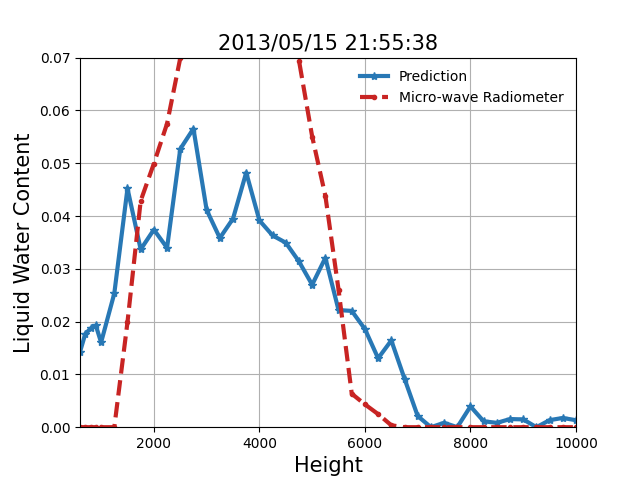 2013/05/15 21:55:38
Prediction
Micro-wave Radiometer
Liquid Water Content
0.07
0.06
0.05
0.04
0.03
0.02
0.01
0.00
2000 4000 6000 8000 10000
Height